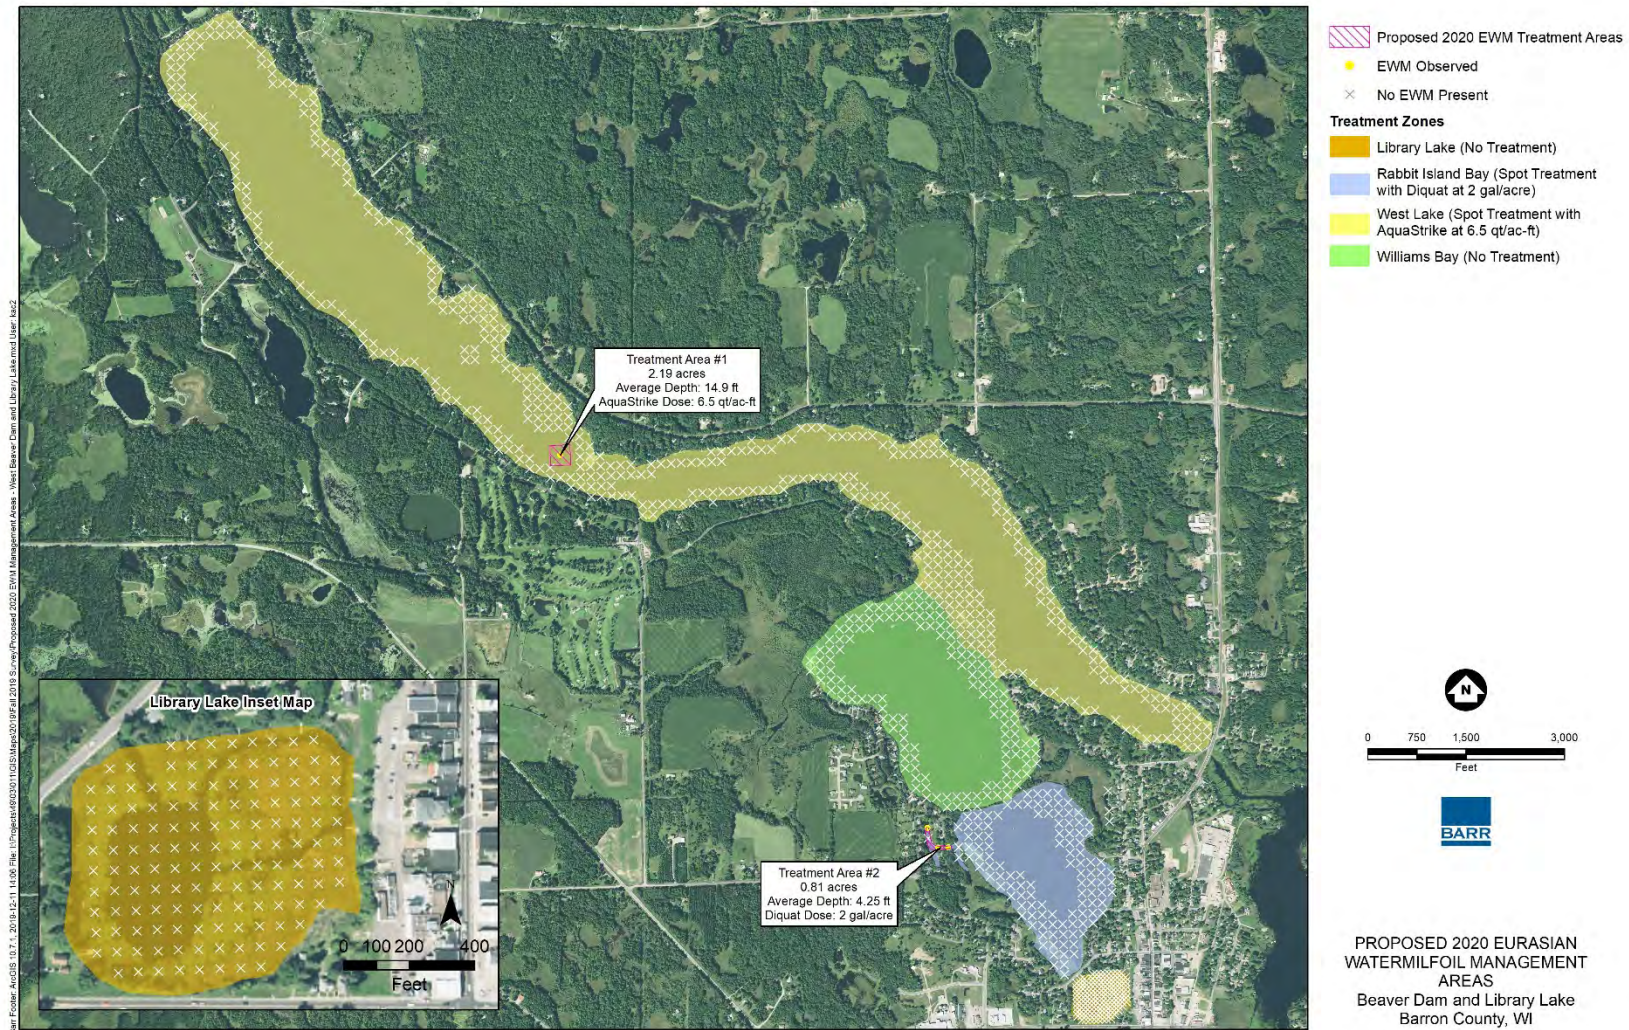 Proposed 2020 EWM Treatment Areas
EWM Observed
No EWM Present
Treatment Zones
Library Lake (No Treatment)
Rabbit Island Bay (Spot Treatment
with Diquat at 2 gal/acre)
West Lake (Spot Treatment with
AquaStrike at 6.5 qt/ac-ft)
Williams Bay (No Treatment)
Treatment Area #1
2.19 acres
Average Depth: 14.9 ft
AquaStrike Dose: 6.5 qt/ac-ft
Treatment Area #2
0.81 acres
Average Depth: 4.25 ft
Diquat Dose: 2 gal/acre
Library Lake Inset Map
N
0 100 200 400
Feet
N
0 750 1,500 3,000
Feet
BARR
PROPOSED 2020 EURASIAN
WATERMILFOIL MANAGEMENT
AREAS
Beaver Dam and Library Lake
Barron County, WI